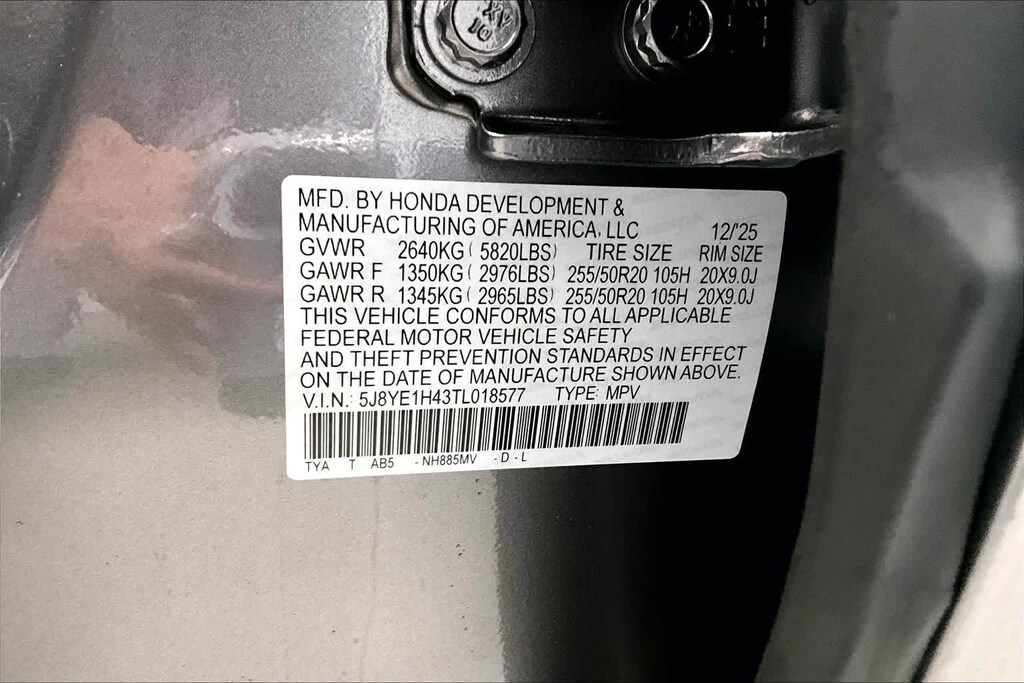 MFD. BY HONDA DEVELOPMENT &
MANUFACTURING OF AMERICA, LLC 12/'25
GVWR 2640KG ( 5820LBS) TIRE SIZE RIM SIZE
GAWR F 1350KG ( 2976LBS) 255/50R20 105H 20X9.0J
GAWR R 1345KG ( 2965LBS) 255/50R20 105H 20X9.0J
THIS VEHICLE CONFORMS TO ALL APPLICABLE
FEDERAL MOTOR VEHICLE SAFETY
AND THEFT PREVENTION STANDARDS IN EFFECT
ON THE DATE OF MANUFACTURE SHOWN ABOVE.
V.I.N.: 5J8YE1H43TL018577 TYPE: MPV
TYA T AB5 -NH885MV -D-L